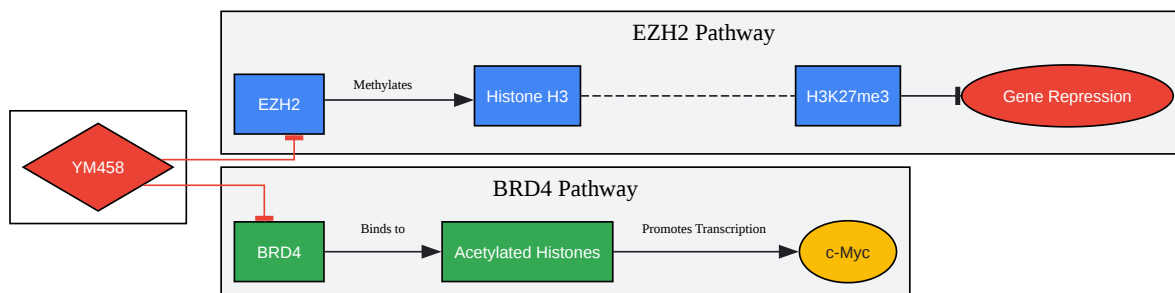 EZH2 Pathway
Methylates
EZH2
Histone H3
H3K27me3
Gene Repression
YM458
BRD4 Pathway
Binds to
Promotes Transcription
BRD4
Acetylated Histones
c-Myc